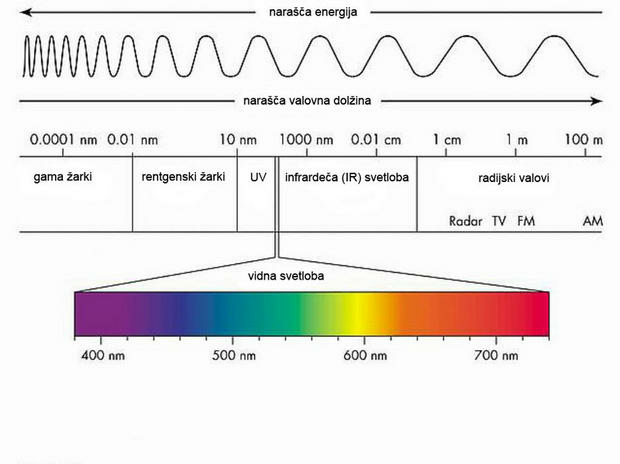 narašča energija
narašča valovna dolžina
0.0001 nm 0.01 nm 10 nm 1000 nm 0.01 cm 1 cm 1 m 100 m
gama žarki rentgenski žarki UV infrardeča (IR) svetloba radijski valovi
Radar TV FM AM
vidna svetloba
400 nm 500 nm 600 nm 700 nm